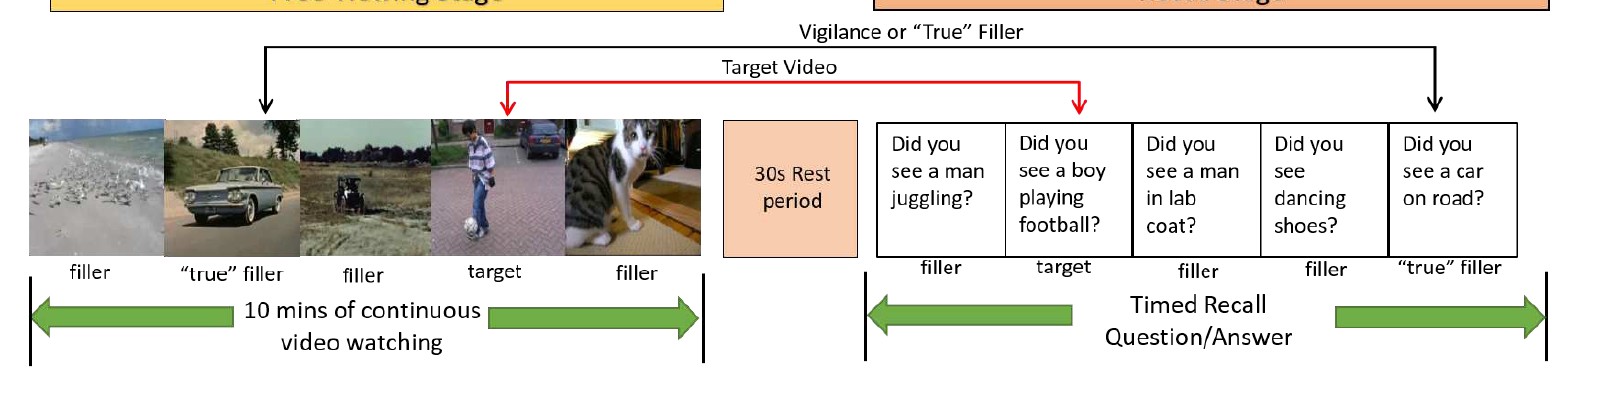 Vigilance or “True” Filler
Target Video
30s Rest
period
Did you
see a man
juggling?
Did you
see a boy
playing
football?
Did you
see a man
in lab
coat?
Did you
see
dancing
shoes?
Did you
see a car
on road?
filler
“true” filler
filler
target
filler
filler
target
filler
filler
“true” filler
10 mins of continuous
video watching
Timed Recall
Question/Answer